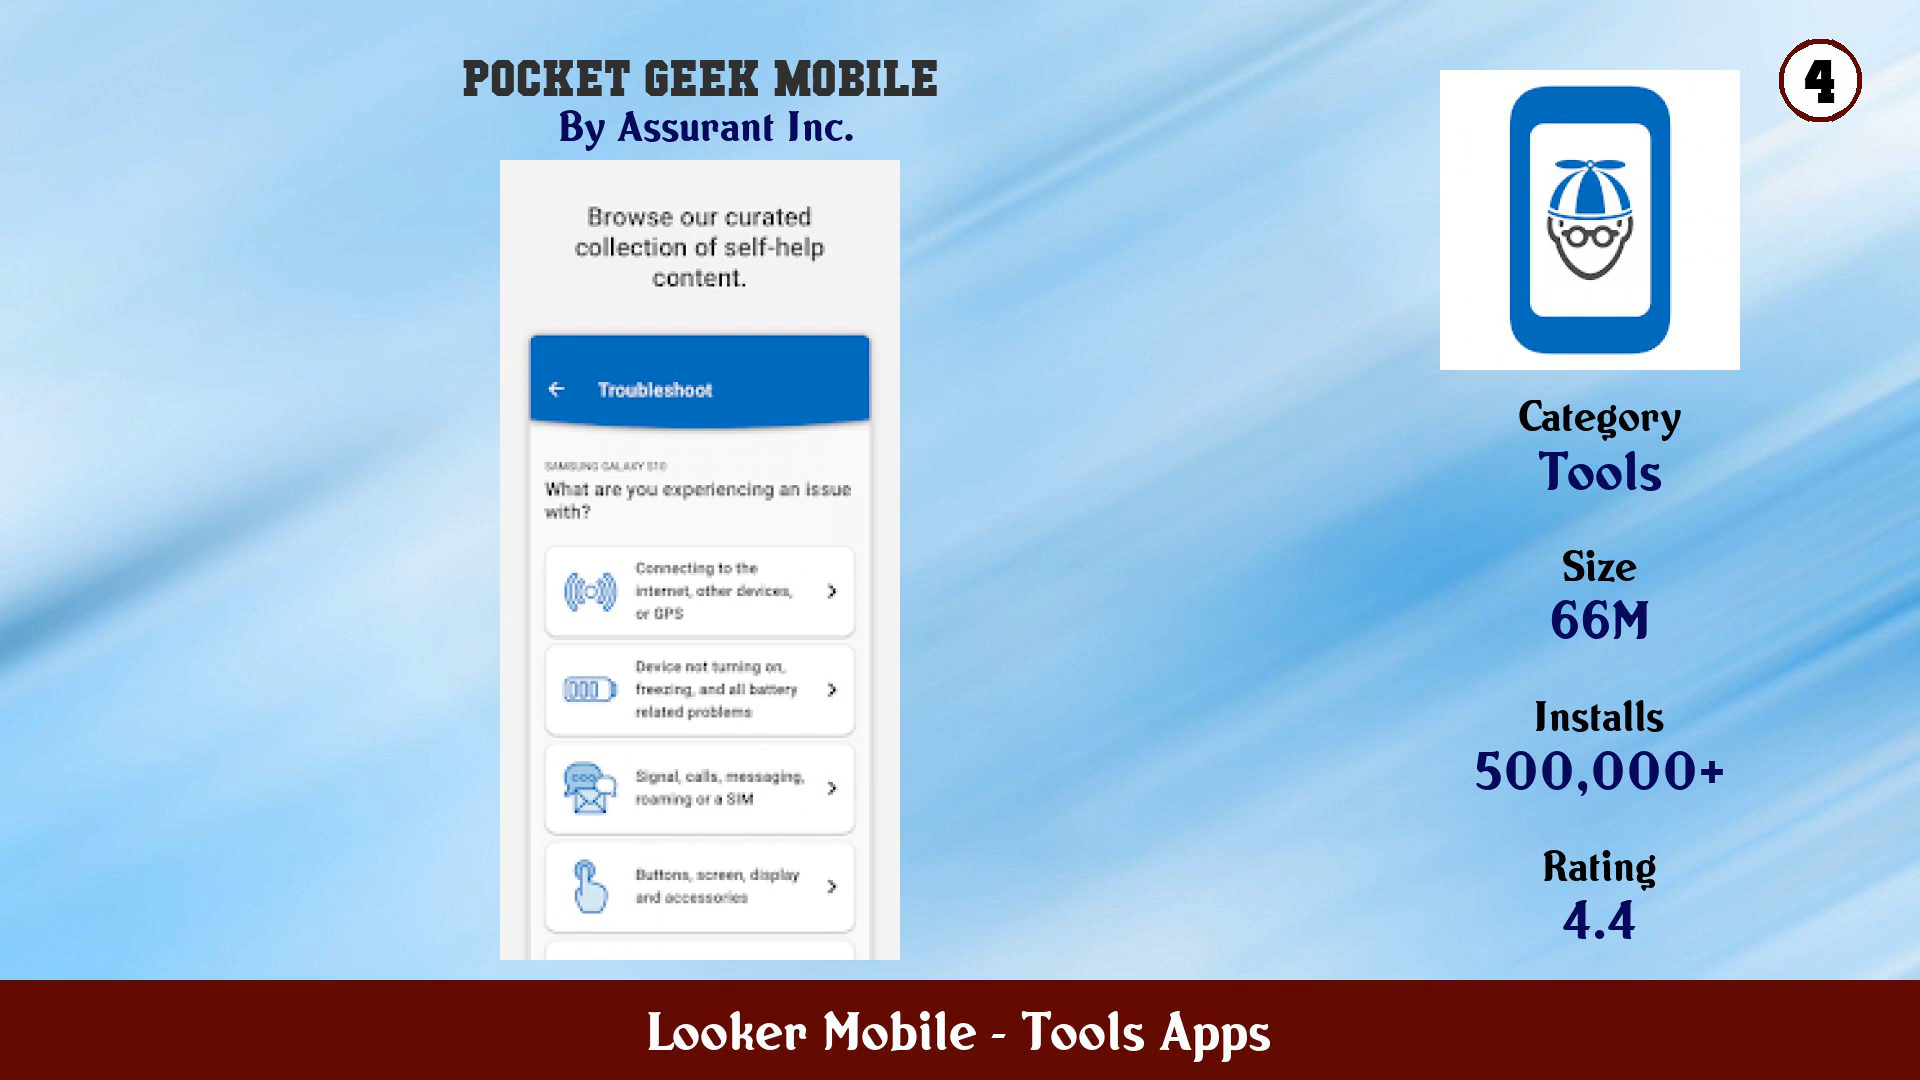 POCKET GEEK MOBILE
By Assurant Inc.
4
Browse our curated
collection of self-help
content.
Troubleshoot
SAMSUNG GALAXY S10
What are you experiencing an issue
with?
Connecting to the
internet, other devices,
or GPS
Device not turning on,
freezing, and all battery
related problems
Signal, calls, messaging,
roaming or a SIM
Buttons, screen, display
and accessories
Category
Tools
Size
66M
Installs
500,000+
Rating
4.4
Looker Mobile - Tools Apps